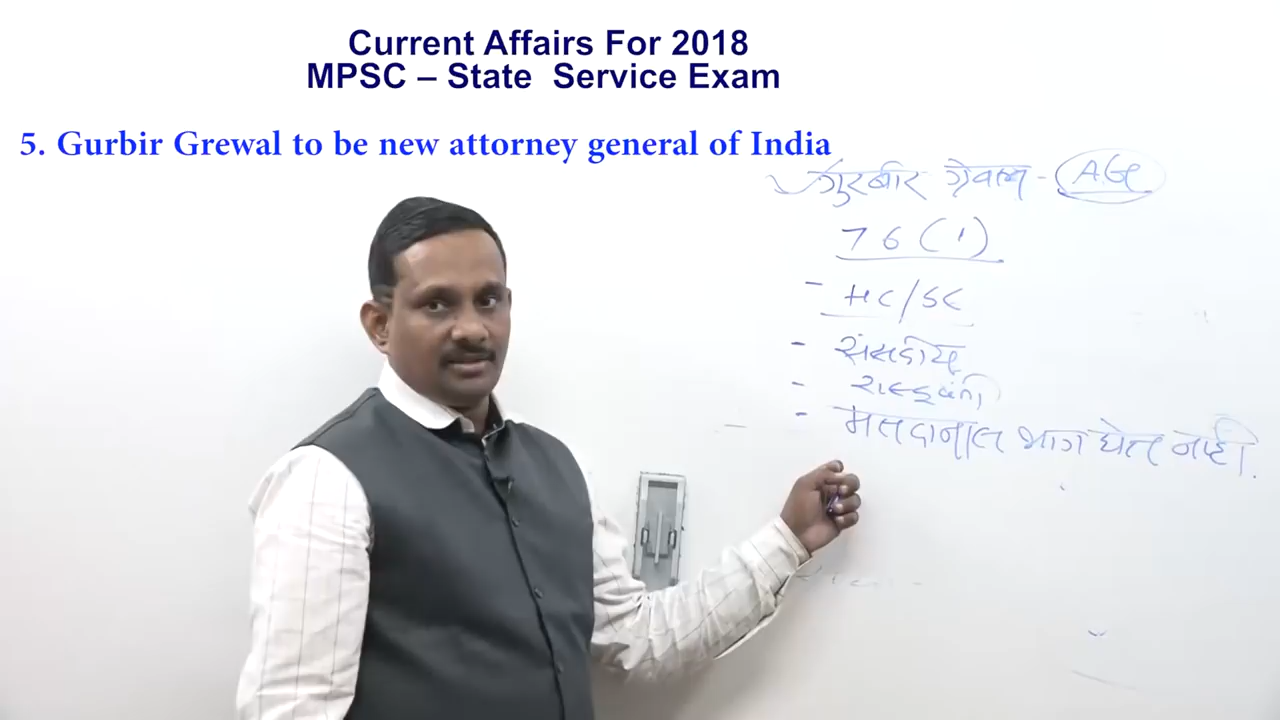 Current Affairs For 2018
MPSC – State Service Exam
5. Gurbir Grewal to be new attorney general of India
गुरबीर ग्रेवाल - AG
76 (1)
- HC/SC
- संसदीय
-
- मतदानात भाग घेत नाही.